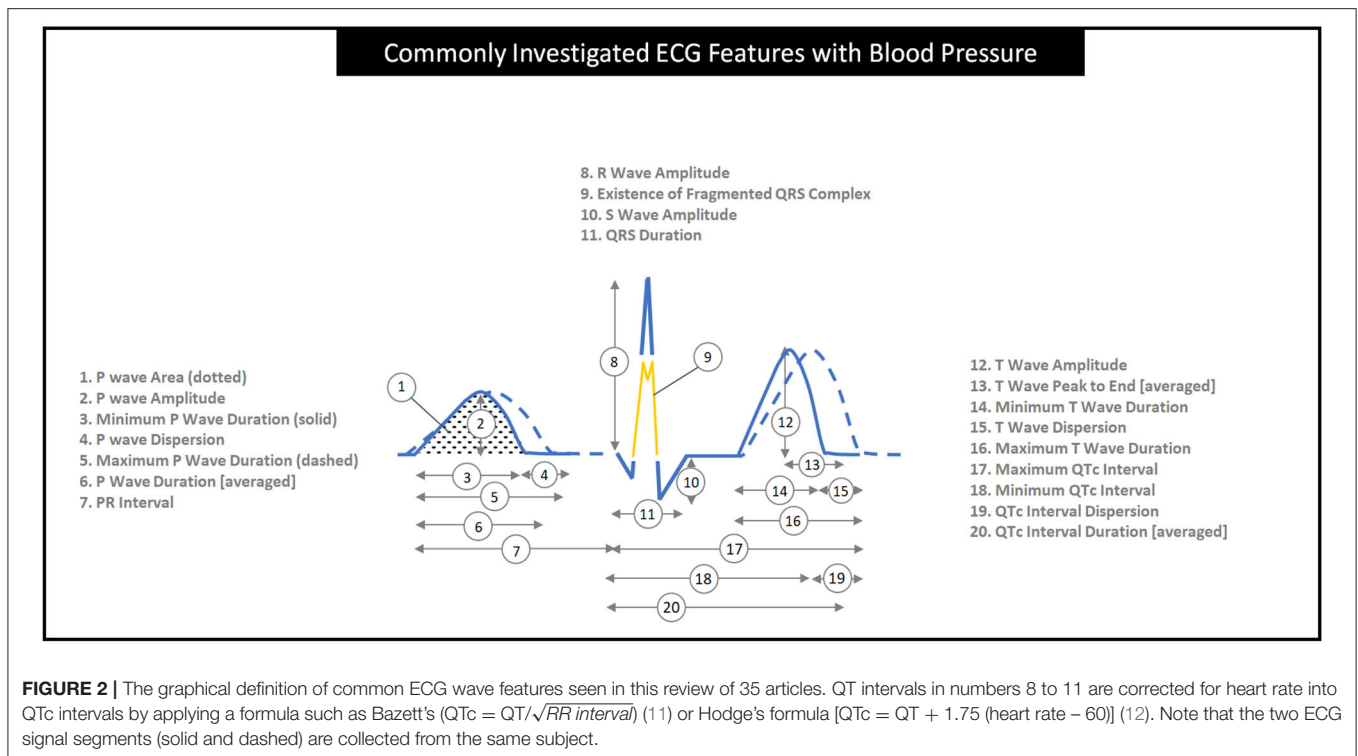 Commonly Investigated ECG Features with Blood Pressure
8. R Wave Amplitude
9. Existence of Fragmented QRS Complex
10. S Wave Amplitude
11. QRS Duration
1. P wave Area (dotted)
2. P wave Amplitude
3. Minimum P Wave Duration (solid)
4. P wave Dispersion
5. Maximum P Wave Duration (dashed)
6. P Wave Duration [averaged]
7. PR Interval
1
2
3
4
5
6
7
8
9
10
11
12
13
14
15
16
17
18
19
20
12. T Wave Amplitude
13. T Wave Peak to End [averaged]
14. Minimum T Wave Duration
15. T Wave Dispersion
16. Maximum T Wave Duration
17. Maximum QTc Interval
18. Minimum QTc Interval
19. QTc Interval Dispersion
20. QTc Interval Duration [averaged]
FIGURE 2 | The graphical definition of common ECG wave features seen in this review of 35 articles. QT intervals in numbers 8 to 11 are corrected for heart rate into
QTc intervals by applying a formula such as Bazett's (QTc = QT/√RR interval) (11) or Hodge's formula [QTc = QT + 1.75 (heart rate – 60)] (12). Note that the two ECG
signal segments (solid and dashed) are collected from the same subject.